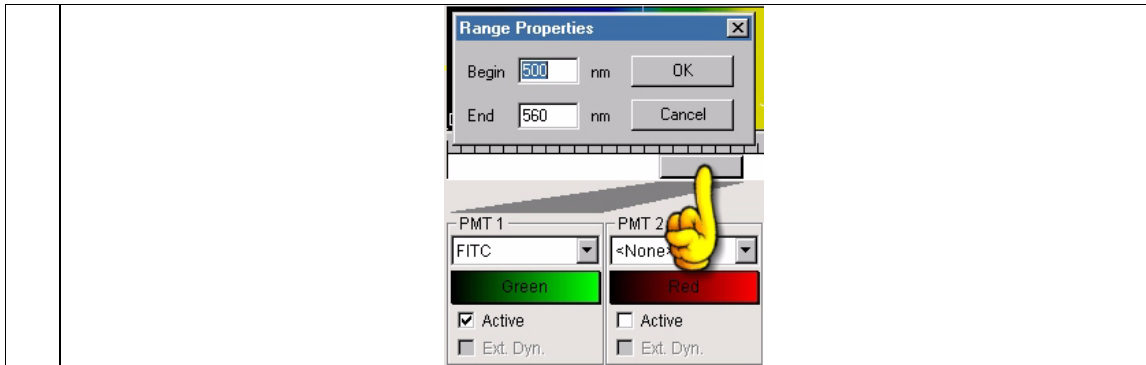 Range Properties
Begin 500 nm OK
End 560 nm Cancel
PMT 1 PMT 2
FITC <None>
Green Red
Active Active
Ext. Dyn. Ext. Dyn.